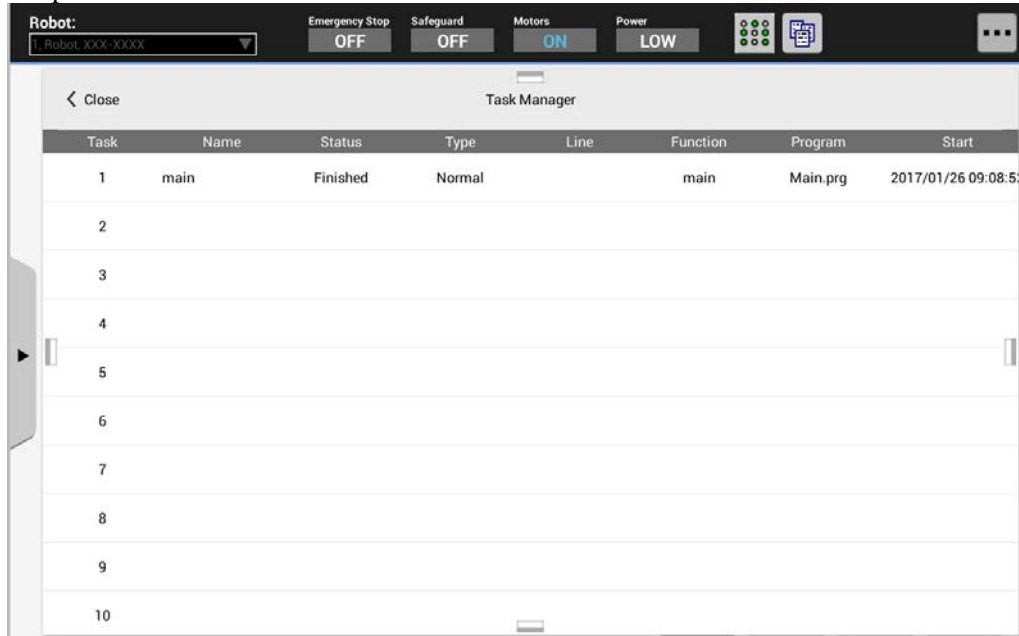 Robot:
1, Robot, XXX-XXXX
Emergency Stop Safeguard Motors Power
OFF OFF ON LOW
Close
Task Manager
Task Name Status Type Line Function Program Start
1 main Finished Normal main Main.prg 2017/01/26 09:08:5
2
3
4
5
6
7
8
9
10